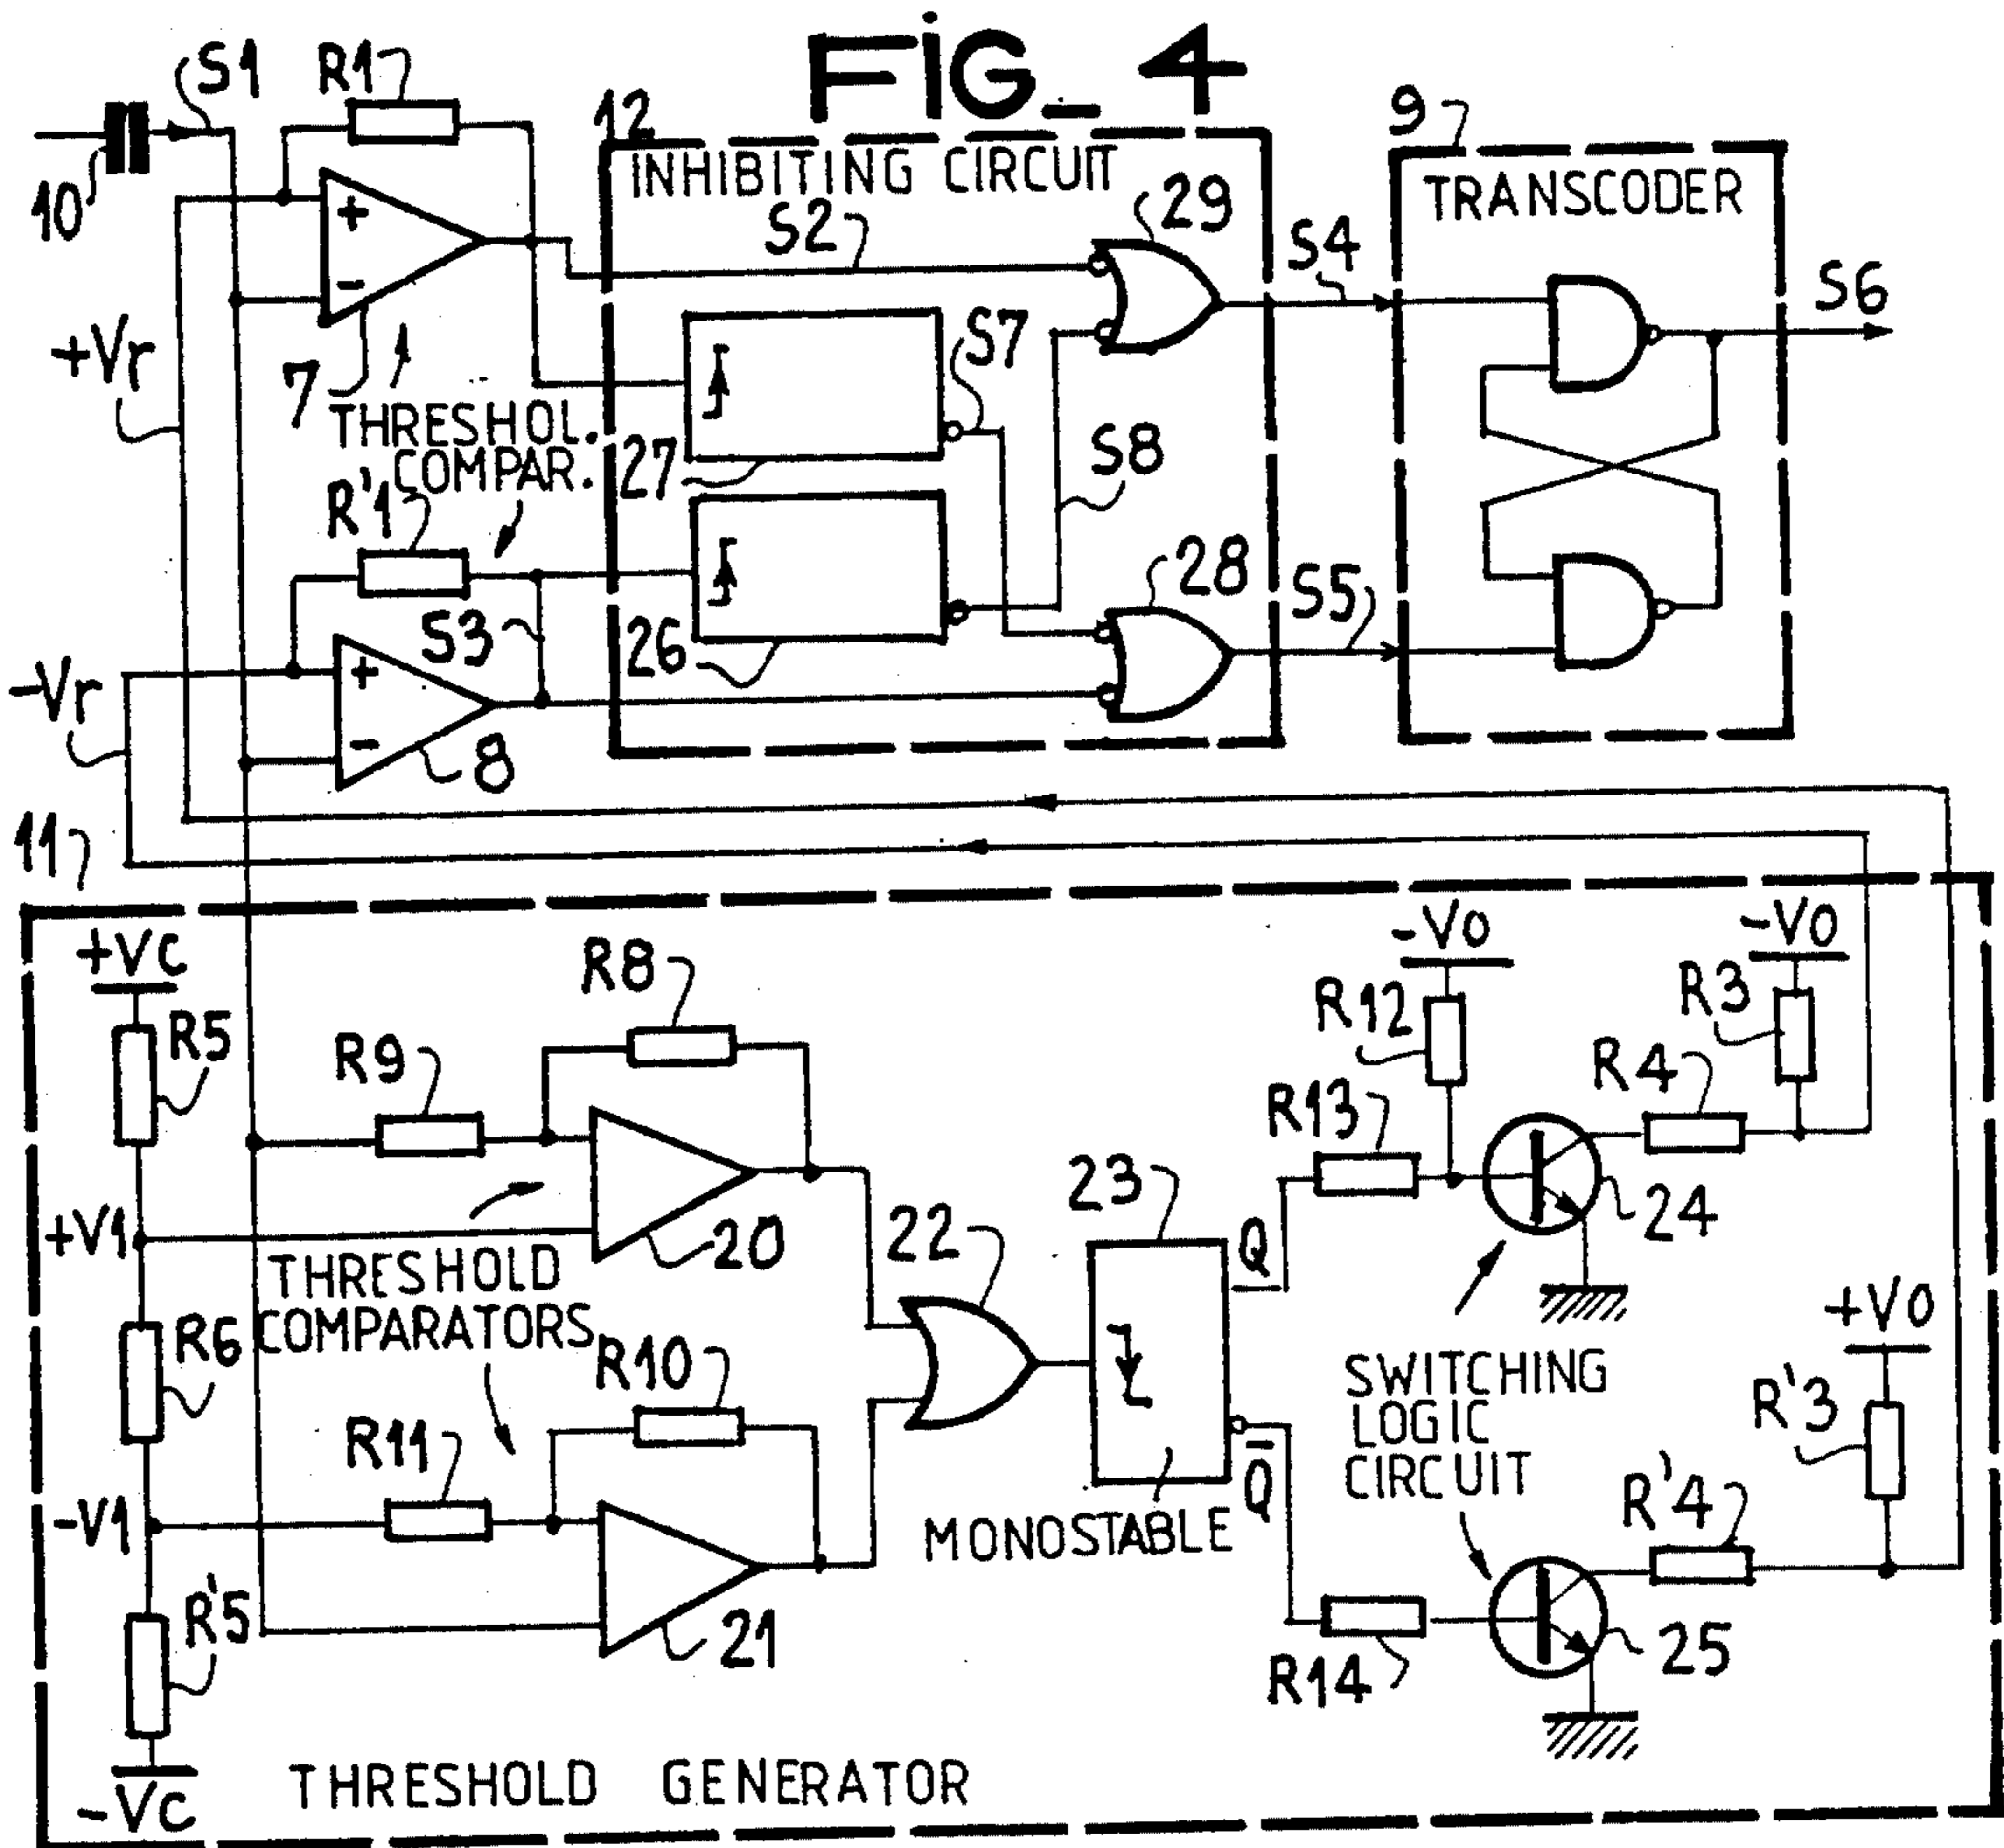 FiG_ 4
S1
R1
10
12
INHIBITING CIRCUIT
9
TRANSCODER
+
-
S2
29
S4
S6
+Vr
7
THRESHOL.
COMPAR.
27
S7
S8
R'1
S3
26
28
S5
-Vr
+
-
8
11
+VC
R5
R9
R8
-VO
-VO
R12
R3
R4
R13
+V1
20
24
THRESHOLD
COMPARATORS
22
23
Q
R6
R10
+VO
SWITCHING
LOGIC
CIRCUIT
R'3
R11
-V1
MONOSTABLE
Q̅
R'4
R'5
21
R14
25
-VC
THRESHOLD GENERATOR